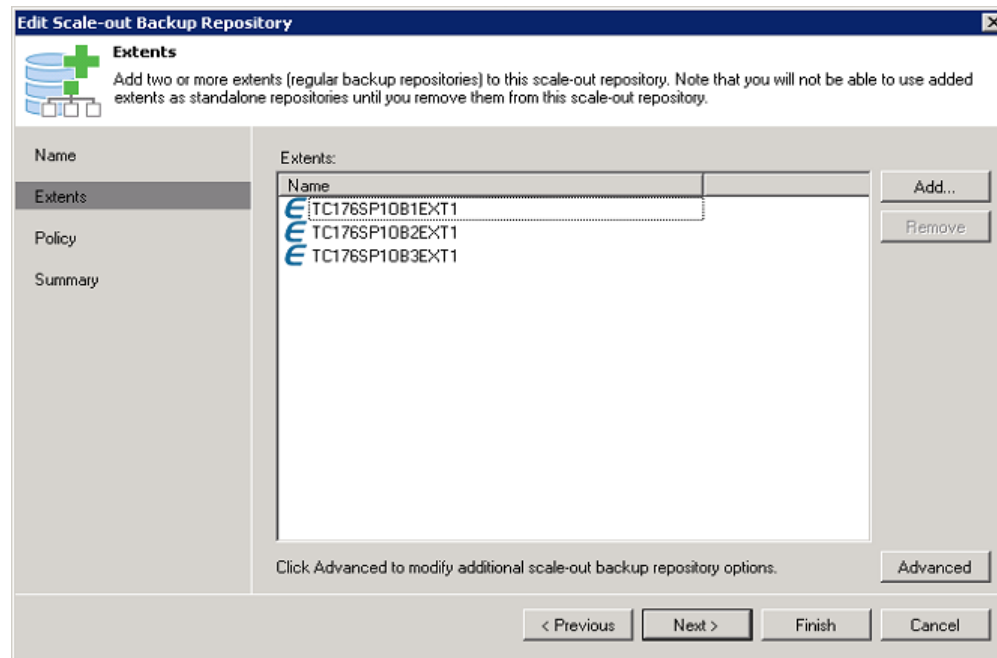 Edit Scale-out Backup Repository
Extents
Add two or more extents (regular backup repositories) to this scale-out repository. Note that you will not be able to use added
extents as standalone repositories until you remove them from this scale-out repository.
Name
Extents
Policy
Summary
Extents:
Name
TC176SP1OB1EXT1
TC176SP1OB2EXT1
TC176SP1OB3EXT1
Add...
Remove
Click Advanced to modify additional scale-out backup repository options.
Advanced
< Previous
Next >
Finish
Cancel